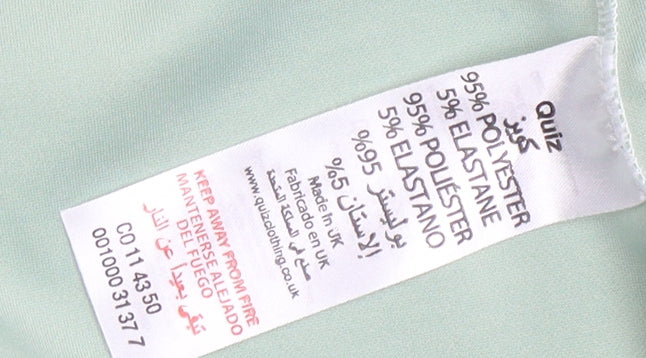 Quiz
كويز
95% POLYESTER
5% ELASTANE
95% POLIÉSTER
5% ELASTANO
بوليستر 95%
الاستان 5%
Made In UK
Fabricado en UK
صنع في المملكة المتحدة
www.quizclothing.co.uk
KEEP AWAY FROM FIRE
MANTENERSE ALEJADO
DEL FUEGO
تبقى بعيدا عن النار
CO 11 43 50
001000 31 37 7